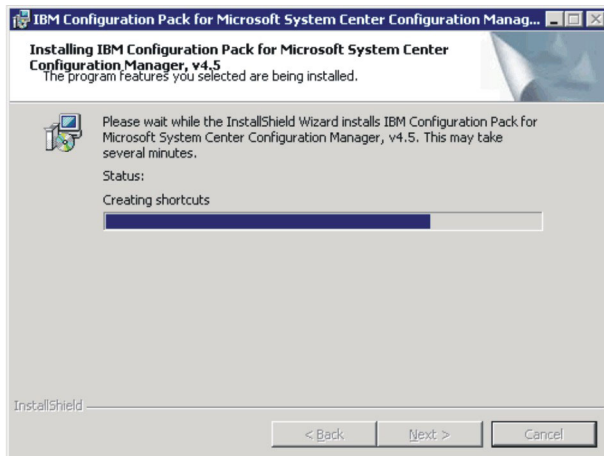 IBM Configuration Pack for Microsoft System Center Configuration Manag...
Installing IBM Configuration Pack for Microsoft System Center
Configuration Manager, v4.5
The program features you selected are being installed.
Please wait while the InstallShield Wizard installs IBM Configuration Pack for
Microsoft System Center Configuration Manager, v4.5. This may take
several minutes.
Status:
Creating shortcuts
InstallShield
< Back
Next >
Cancel